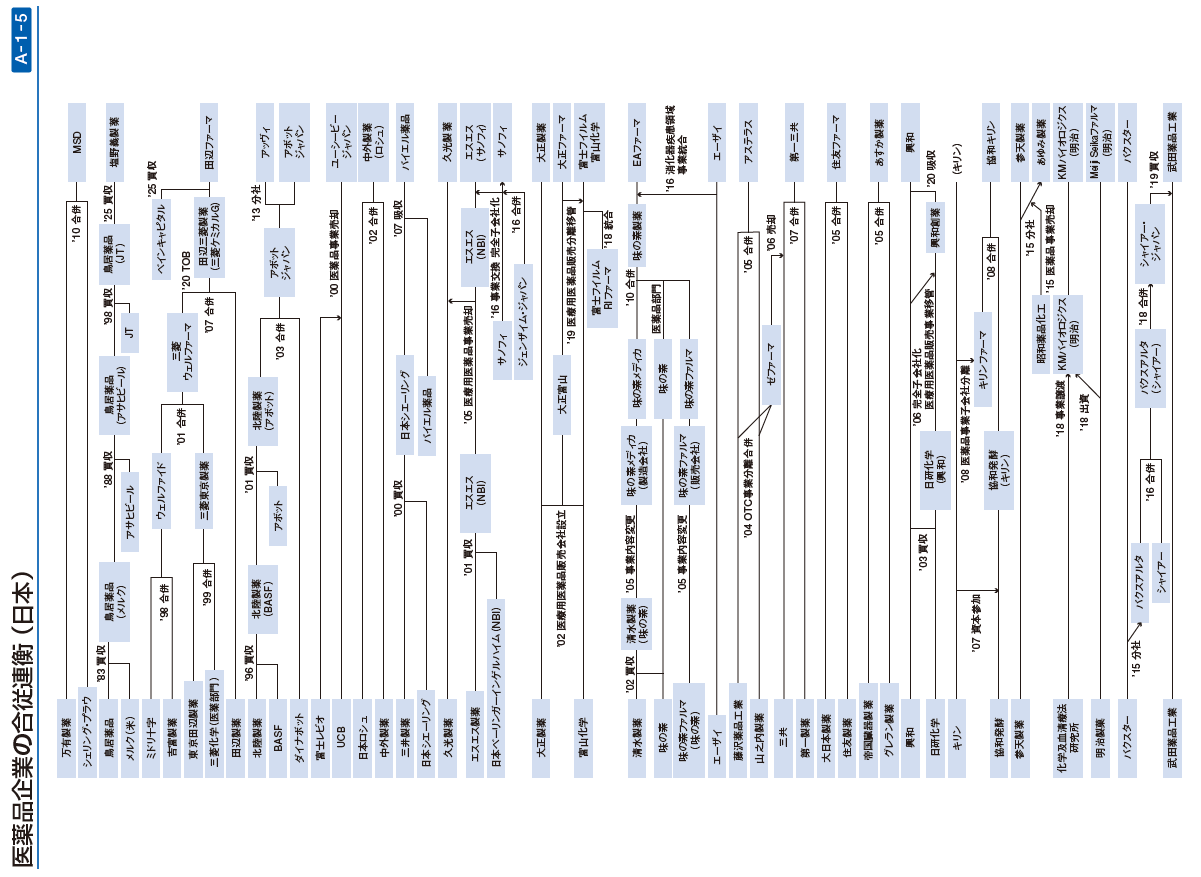 医薬品企業の合従連衡（日本）
A-1-5
万有製薬
シェリング・プラウ
'10 合併
MSD
鳥居薬品
メルク（米）
'83 買収
鳥居薬品
（メルク）
アサヒビール
'88 買収
鳥居薬品
（アサヒビール）
JT
'98 買収
鳥居薬品
（JT）
'25 買収
塩野義製薬
ミドリ十字
吉富製薬
'98 合併
ウェルファイド
東京田辺製薬
三菱化学（医薬部門）
'99 合併
三菱東京製薬
'01 合併
三菱
ウェルファーマ
田辺製薬
'07 合併
'20 TOB
田辺三菱製薬
（三菱ケミカルG）
ベインキャピタル
'25 買収
田辺ファーマ
北陸製薬
BASF
'96 買収
北陸製薬
（BASF）
アボット
'01 買収
北陸製薬
（アボット）
ダイナボット
'03 合併
アボット
ジャパン
'13 分社
アッヴィ
アボット
ジャパン
富士レビオ
UCB
'00 医薬品事業売却
ユーシービー
ジャパン
日本ロシュ
中外製薬
'02 合併
中外製薬
（ロシュ）
三井製薬
日本シエーリング
'00 買収
日本シエーリング
バイエル薬品
'07 吸収
バイエル薬品
久光製薬
エスエス製薬
日本ベーリンガーインゲルハイム（NBI）
'01 買収
エスエス
（NBI）
'05 医療用医薬品事業売却
エスエス
（NBI）
サノフィ
'16 事業交換 完全子会社化
ジェンザイム・ジャパン
'16 合併
久光製薬
エスエス
（サノフィ）
サノフィ
大正製薬
富山化学
'02 医療用医薬品販売会社設立
大正富山
'19 医療用医薬品販売分離移管
富士フイルム
RIファーマ
'18 統合
大正製薬
大正ファーマ
富士フイルム
富山化学
清水製薬
味の素
'02 買収
清水製薬
（味の素）
'05 事業内容変更
味の素メディカ
（製造会社）
味の素メディカ
味の素ファルマ
（味の素）
'05 事業内容変更
味の素ファルマ
（販売会社）
味の素
味の素ファルマ
医薬品部門
'10 合併
味の素製薬
'16 消化器疾患領域
事業統合
EAファーマ
エーザイ
エーザイ
藤沢薬品工業
山之内製薬
'04 OTC事業分離合併
ゼファーマ
'05 合併
'06 売却
アステラス
三共
第一製薬
'07 合併
第一三共
大日本製薬
住友製薬
'05 合併
住友ファーマ
帝国臓器製薬
グレラン製薬
'05 合併
あすか製薬
興和
日研化学
'03 買収
日研化学
（興和）
'06 完全子会社化
医療用医薬品販売事業移管
興和創薬
'20 吸収
興和
キリン
'07 資本参加
'08 医薬品事業子会社分離
キリンファーマ
（キリン）
協和発酵
協和発酵
（キリン）
'08 合併
協和キリン
参天製薬
'15 分社
参天製薬
昭和薬品化工
'15 医薬品事業売却
あゆみ製薬
化学及血清療法
研究所
'18 事業譲渡
KMバイオロジクス
（明治）
KMバイオロジクス
（明治）
明治製菓
'18 出資
Meiji Seikaファルマ
（明治）
バクスター
'15 分社
バクスアルタ
シャイアー
'16 合併
バクスアルタ
（シャイアー）
'18 合併
シャイアー・
ジャパン
'19 買収
バクスター
武田薬品工業
武田薬品工業